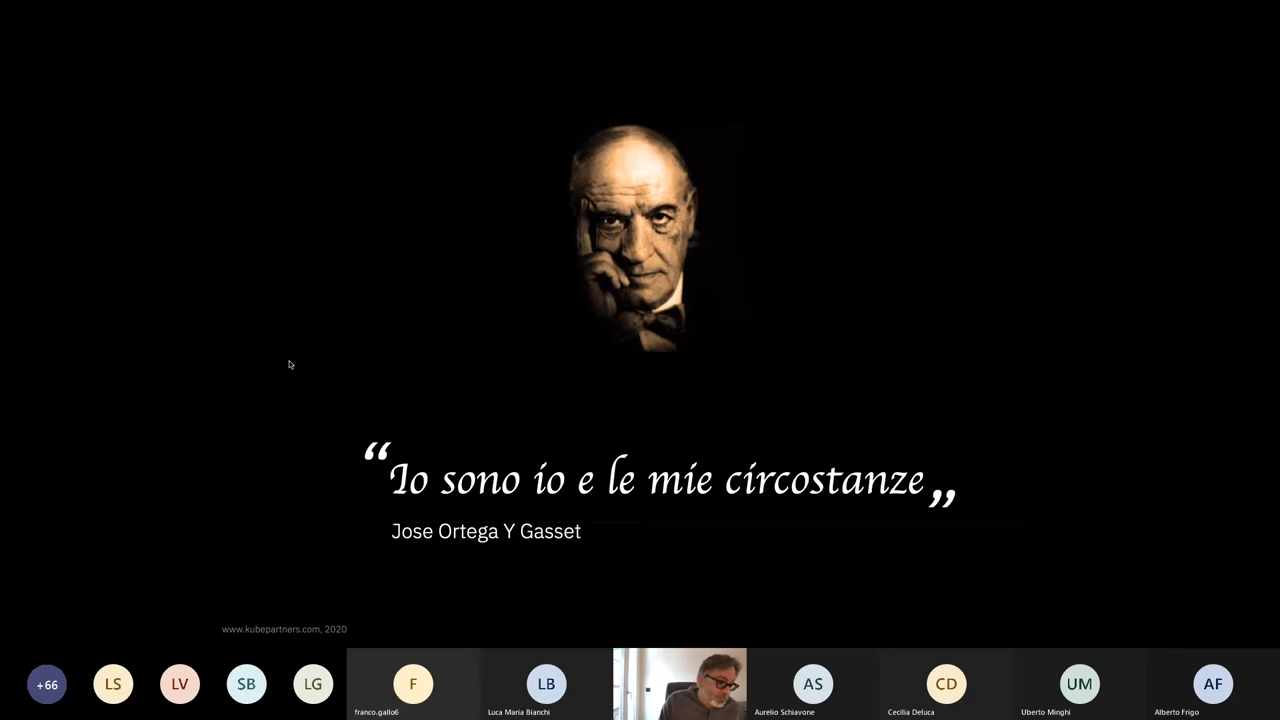 “Io sono io e le mie circostanze„
Jose Ortega Y Gasset
www.kubepartners.com, 2020
+66
LS
LV
SB
LG
F
franco.gallo6
LB
Luca Maria Bianchi
AS
Aurelio Schiavone
CD
Cecilia Deluca
UM
Uberto Minghi
AF
Alberto Frigo